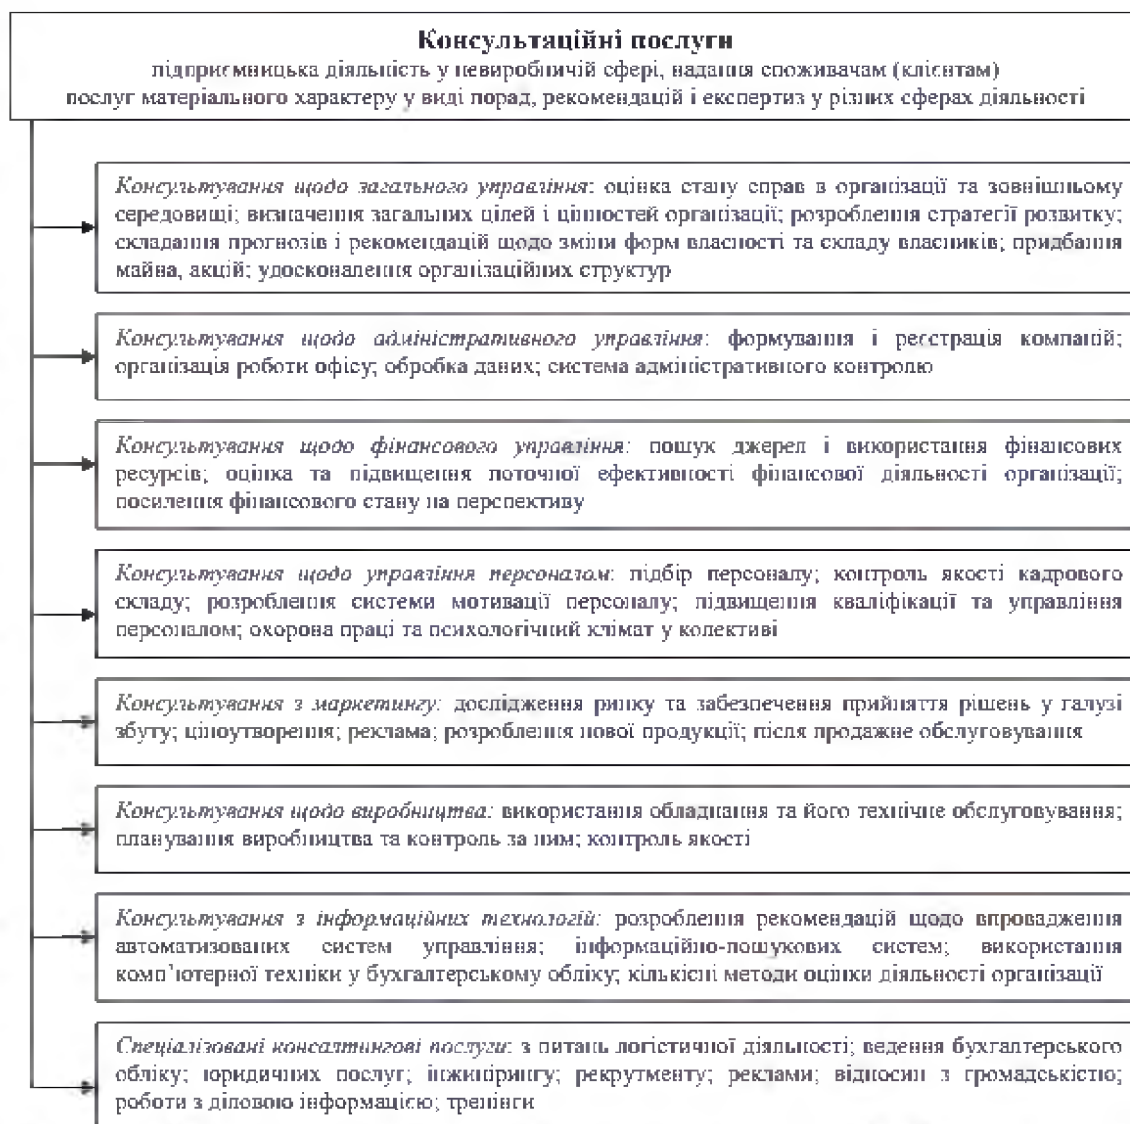 Консультаційні послуги
підприємницька діяльність у невиробничій сфері, надання споживачам (клієнтам)
послуг матеріального характеру у виді порад, рекомендацій і експертиз у різних сферах діяльності
Консультування щодо загального управління: оцінка стану справ в організації та зовнішньому
середовищі; визначення загальних цілей і цінностей організації; розроблення стратегії розвитку;
складання прогнозів і рекомендацій щодо зміни форм власності та складу власників; придбання
майна, акцій; удосконалення організаційних структур
Консультування щодо адміністративного управління: формування і реєстрація компаній;
організація роботи офісу; обробка даних; система адміністративного контролю
Консультування щодо фінансового управління: пошук джерел і використання фінансових
ресурсів; оцінка та підвищення поточної ефективності фінансової діяльності організації;
посилення фінансового стану на перспективу
Консультування щодо управління персоналом: підбір персоналу; контроль якості кадрового
складу; розроблення системи мотивації персоналу; підвищення кваліфікації та управління
персоналом; охорона праці та психологічний клімат у колективі
Консультування з маркетингу: дослідження ринку та забезпечення прийняття рішень у галузі
збуту; ціноутворення; реклама; розроблення нової продукції; після продажне обслуговування
Консультування щодо виробництва: використання обладнання та його технічне обслуговування;
планування виробництва та контроль за ним; контроль якості
Консультування з інформаційних технологій: розроблення рекомендацій щодо впровадження
автоматизованих систем управління; інформаційно-пошукових систем; використання
комп’ютерної техніки у бухгалтерському обліку; кількісні методи оцінки діяльності організації
Спеціалізовані консалтингові послуги: з питань логістичної діяльності; ведення бухгалтерського
обліку; юридичних послуг; інжинірингу; рекрутменту; реклами; відносин з громадськістю;
роботи з діловою інформацією; тренінги